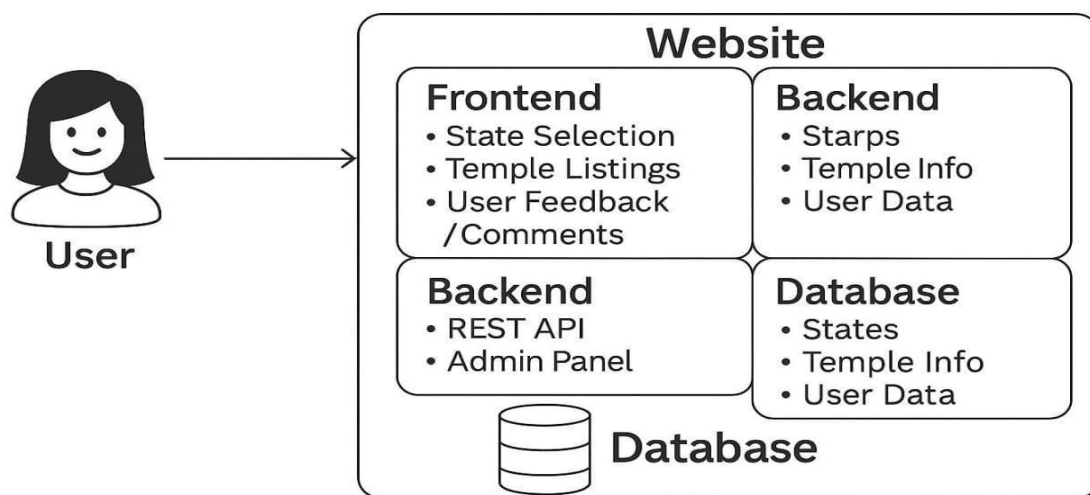 Website
User
Frontend
• State Selection
• Temple Listings
• User Feedback
/Comments
Backend
• Starps
• Temple Info
• User Data
Backend
• REST API
• Admin Panel
Database
• States
• Temple Info
• User Data
Database